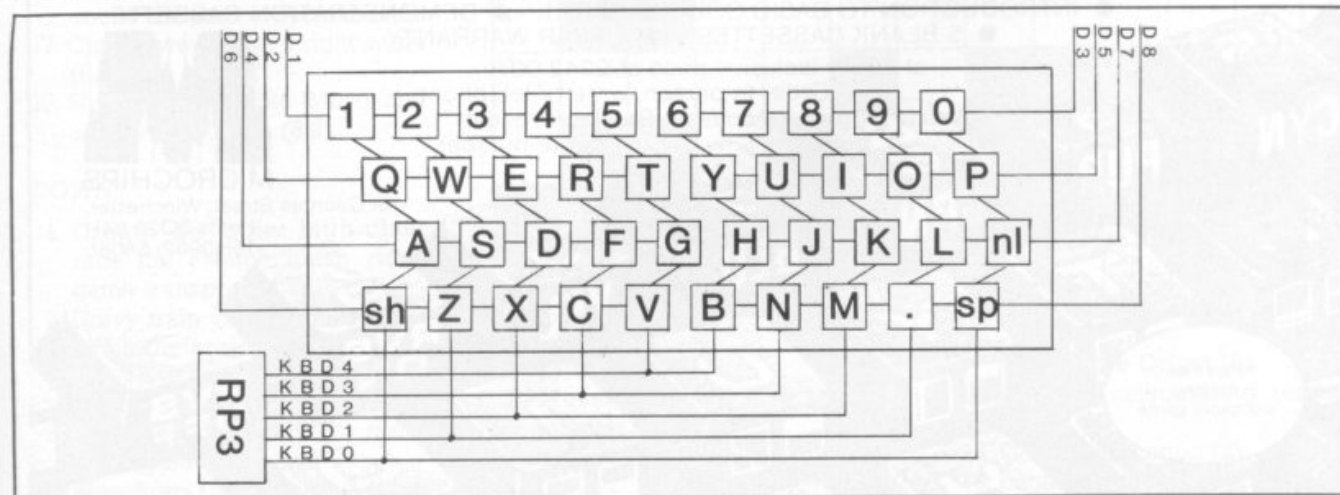 D6 D4 D2 D1
D3 D5 D7 D8
1 2 3 4 5 6 7 8 9 0
Q W E R T Y U I O P
A S D F G H J K L nl
sh Z X C V B N M . sp
RP3
KBD4
KBD3
KBD2
KBD1
KBD0